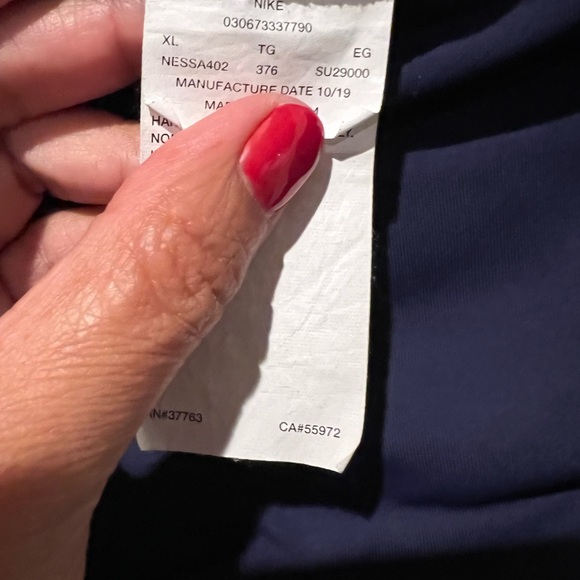 NIKE
030673337790
XL TG EG
NESSA402 376 SU29000
MANUFACTURE DATE 10/19
N#37763 CA#55972